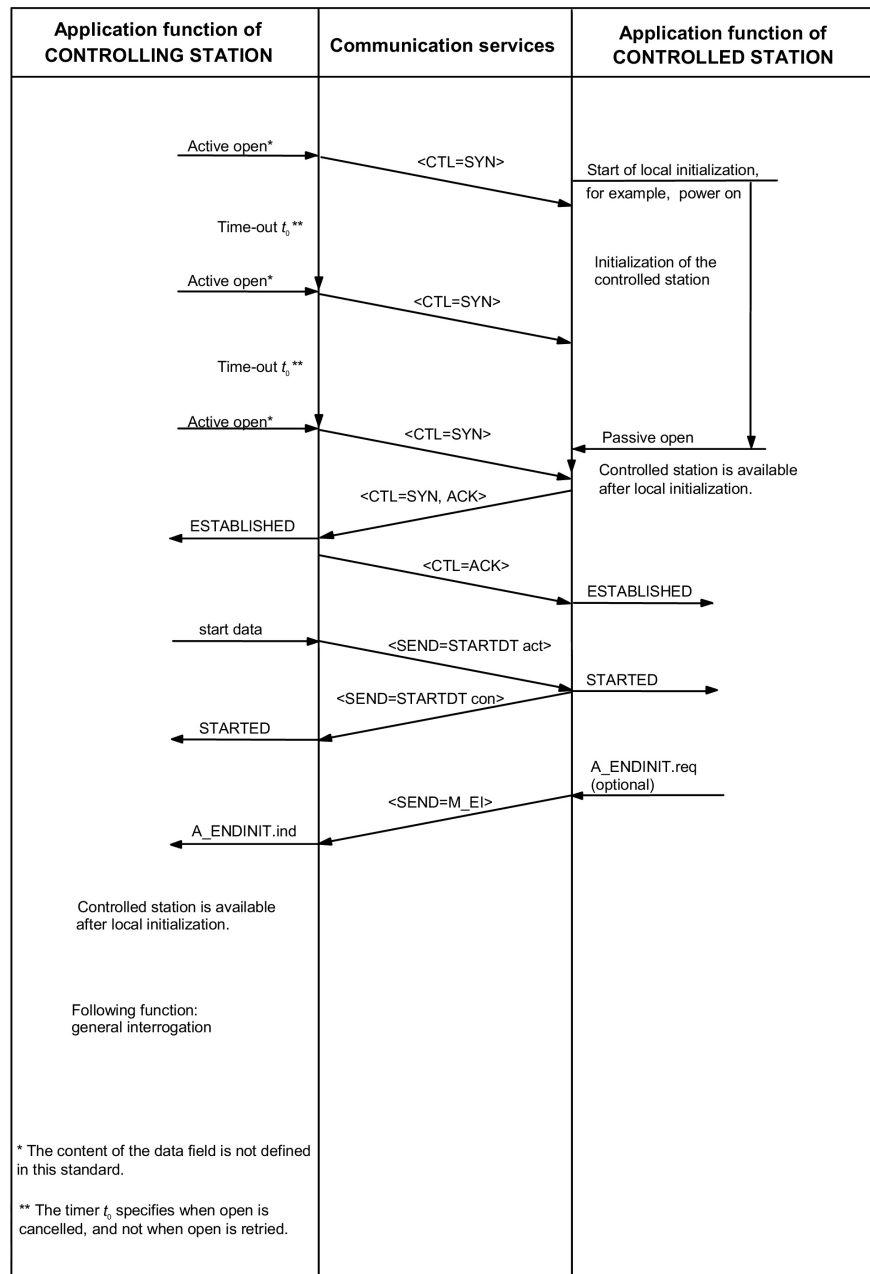 Application function of
CONTROLLING STATION
Communication services
Application function of
CONTROLLED STATION
Active open*
<CTL=SYN>
Start of local initialization,
for example, power on
Time-out t₀**
Initialization of the
controlled station
Active open*
<CTL=SYN>
Time-out t₀**
Active open*
<CTL=SYN>
Passive open
Controlled station is available
after local initialization.
<CTL=SYN, ACK>
ESTABLISHED
<CTL=ACK>
ESTABLISHED
start data
<SEND=STARTDT act>
STARTED
<SEND=STARTDT con>
STARTED
A_ENDINIT.req
(optional)
<SEND=M_EI>
A_ENDINIT.ind
Controlled station is available
after local initialization.
Following function:
general interrogation
* The content of the data field is not defined
in this standard.
** The timer t₀ specifies when open is
cancelled, and not when open is retried.